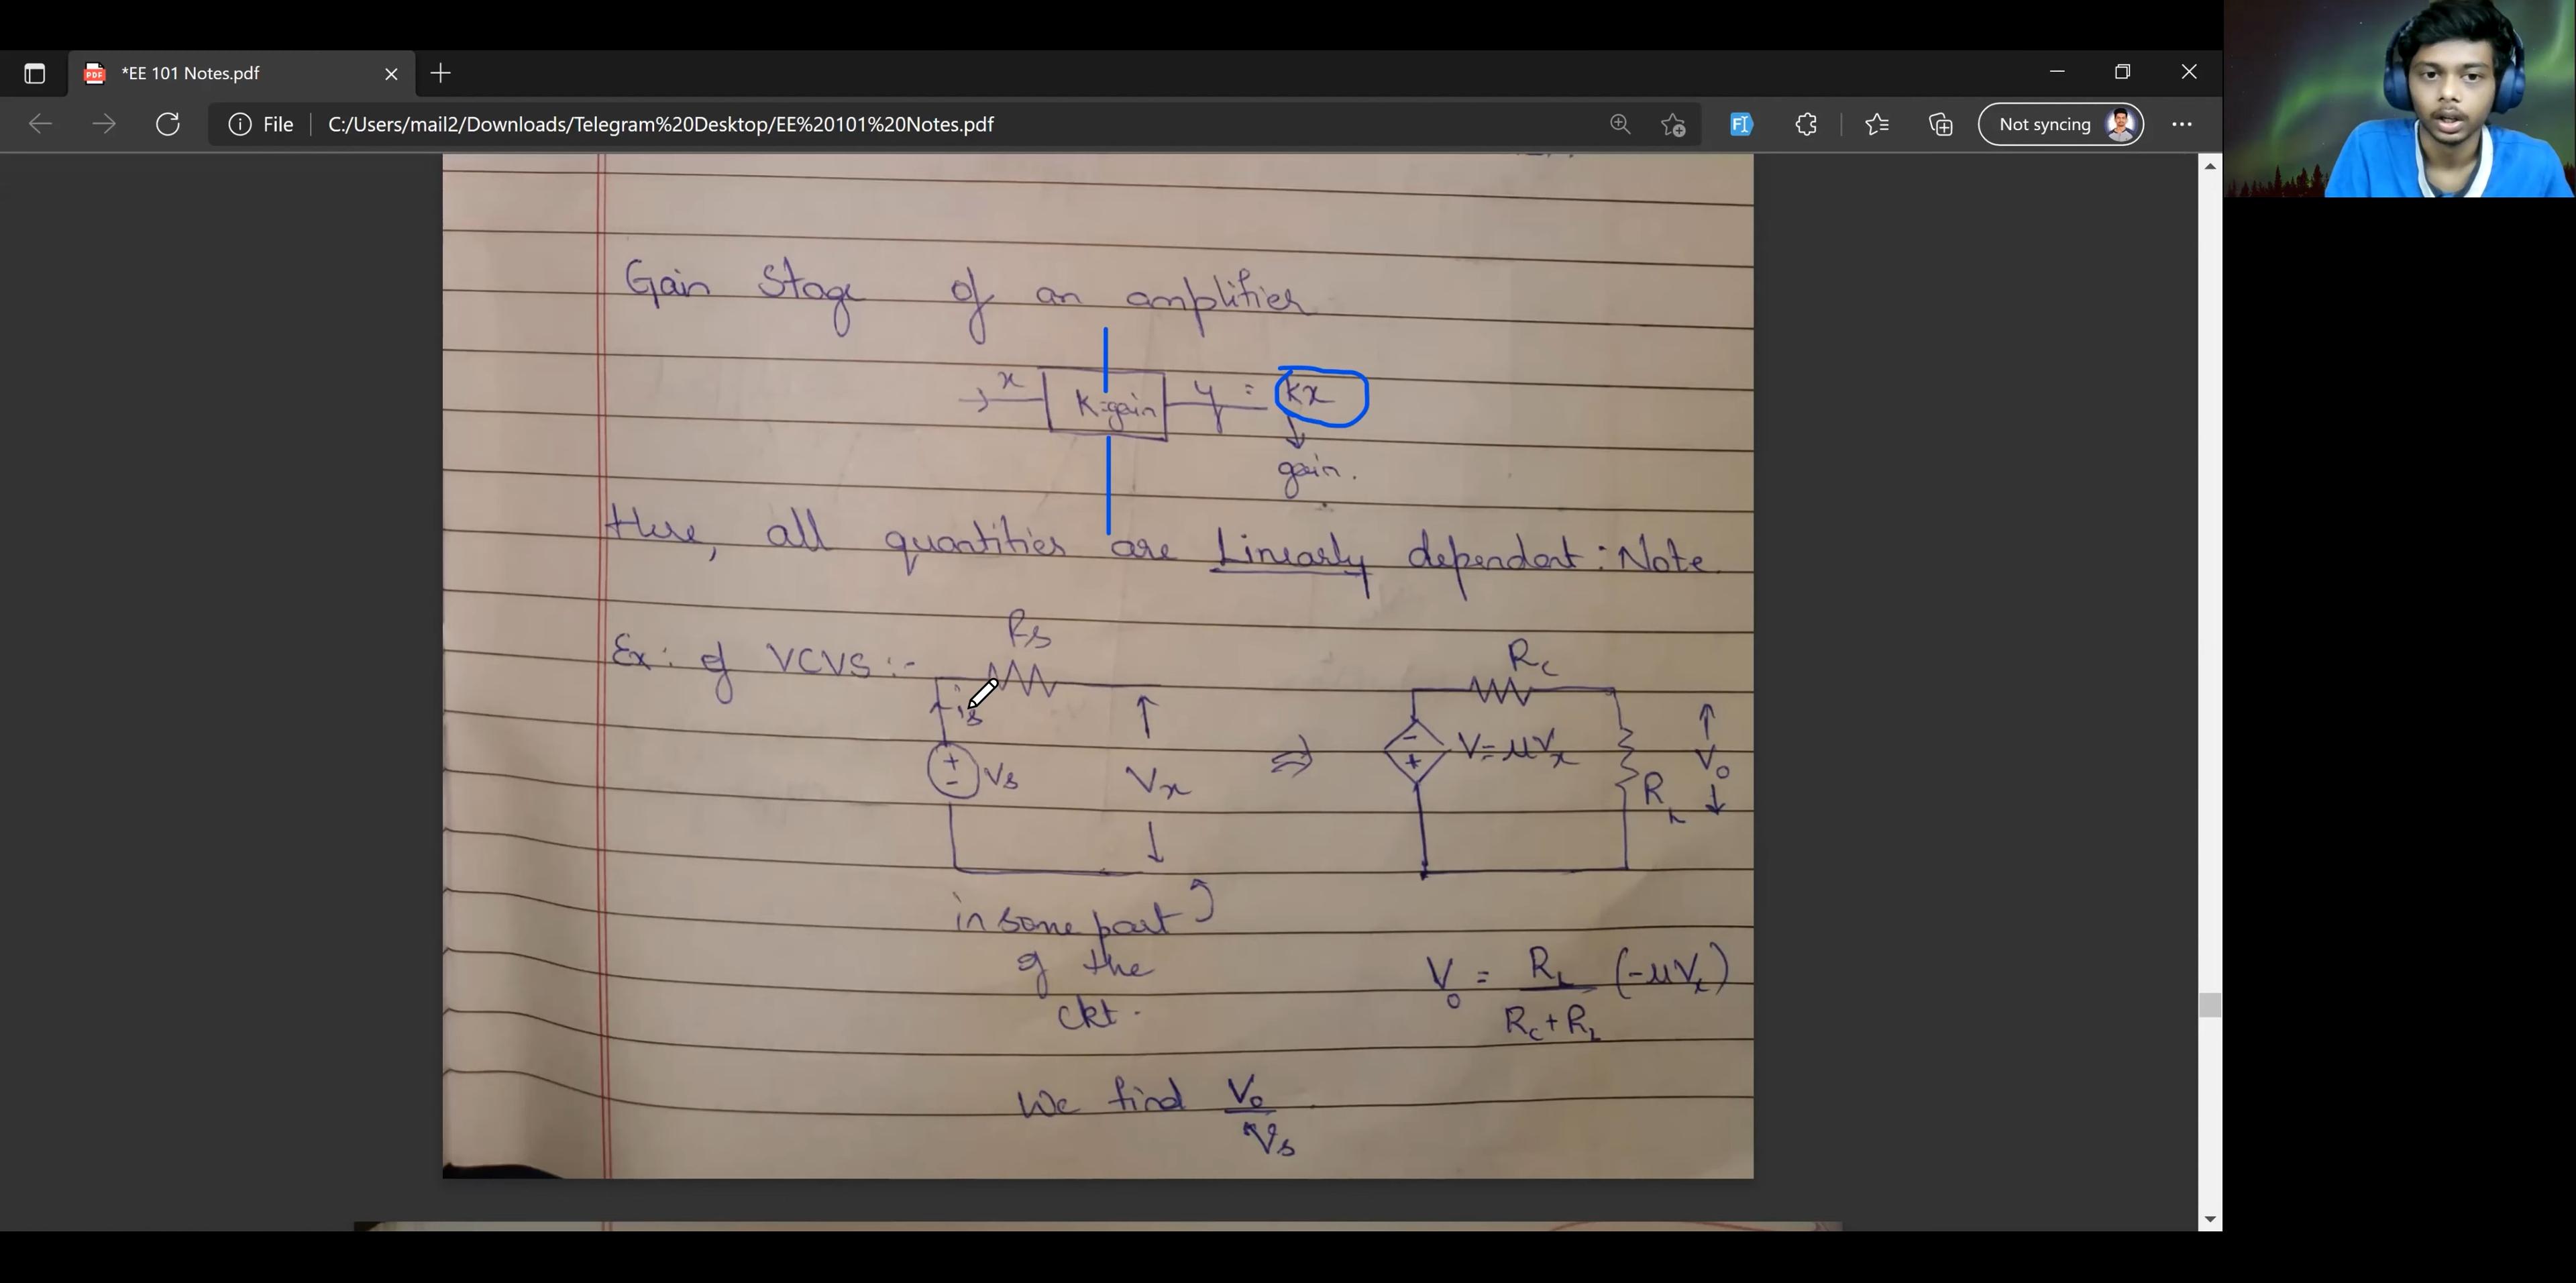 *EE 101 Notes.pdf
File
C:/Users/mail2/Downloads/Telegram%20Desktop/EE%20101%20Notes.pdf
Not syncing
Gain Stage of an amplifier
x
K=gain
y = kx
gain.
Here, all quantities are Linearly dependent : Note.
Ex: of VCVS :-
Rs
is
+
-
Vs
Vx
⇒
Rc
-
+
V=μVx
RL
Vo
in some part
of the
ckt.
Vo = RL/(Rc+RL) (-μVx)
We find Vo/Vs